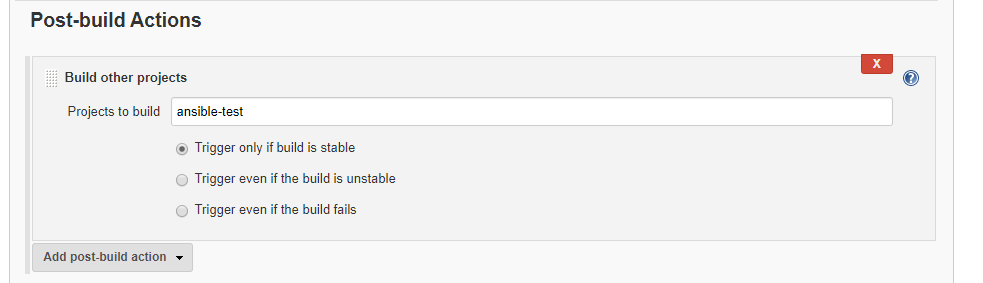 Post-build Actions
X
Build other projects
?
Projects to build ansible-test
Trigger only if build is stable
Trigger even if the build is unstable
Trigger even if the build fails
Add post-build action